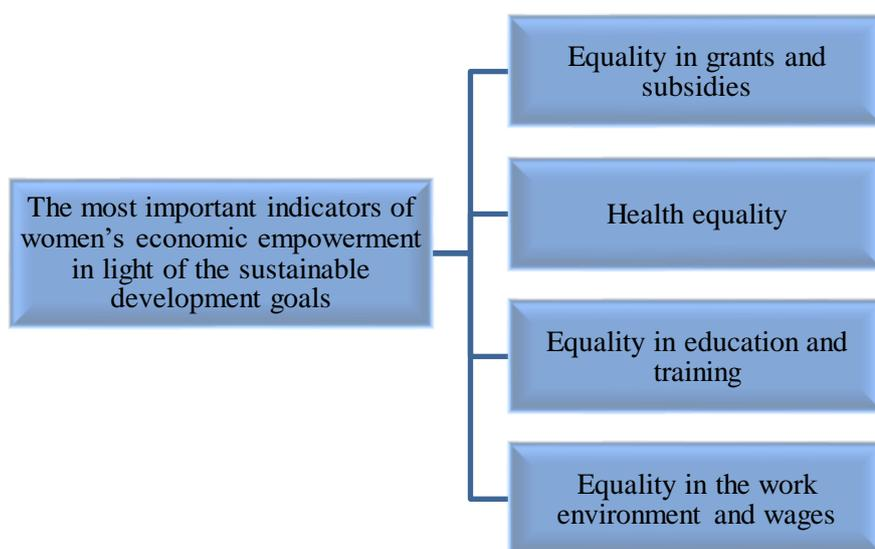 The most important indicators of
women’s economic empowerment
in light of the sustainable
development goals
Equality in grants and
subsidies
Health equality
Equality in education and
training
Equality in the work
environment and wages